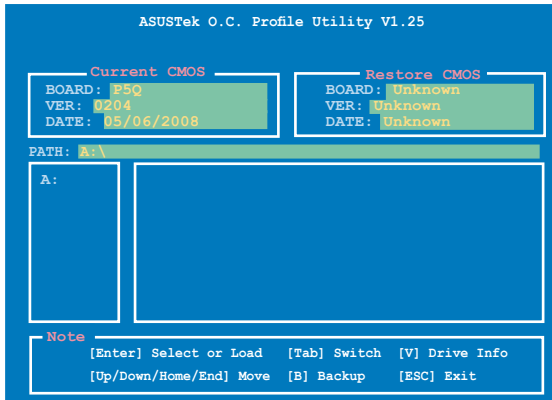 ASUSTek O.C. Profile Utility V1.25
Current CMOS
BOARD: P5Q
VER: 0204
DATE: 05/06/2008
Restore CMOS
BOARD: Unknown
VER: Unknown
DATE: Unknown
PATH: A:\
A:
Note
[Enter] Select or Load [Tab] Switch [V] Drive Info
[Up/Down/Home/End] Move [B] Backup [ESC] Exit